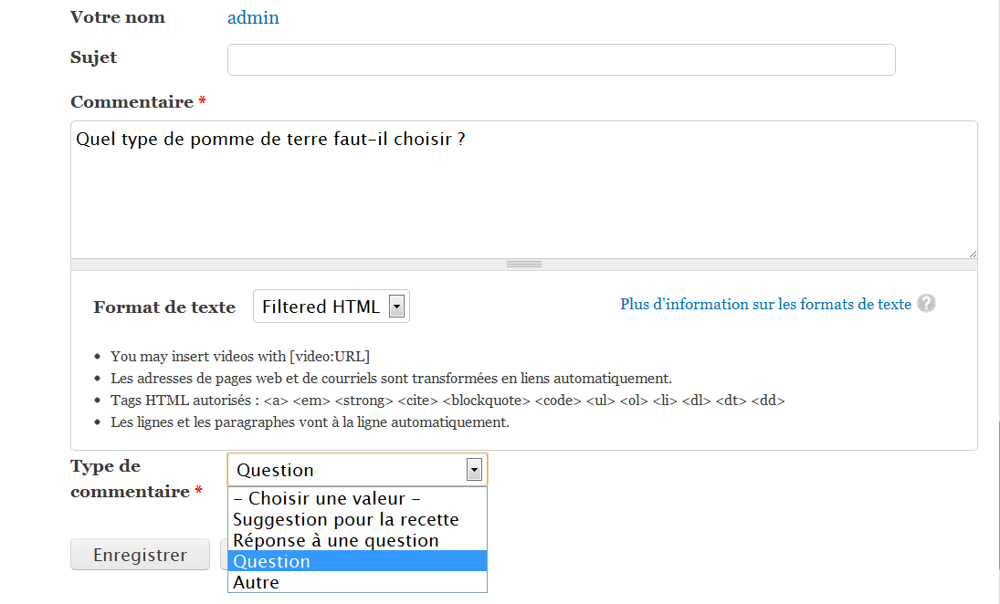 Votre nom admin
Sujet
Commentaire *
Quel type de pomme de terre faut-il choisir ?
Format de texte Filtered HTML Plus d'information sur les formats de texte ?
• You may insert videos with [video:URL]
• Les adresses de pages web et de courriels sont transformées en liens automatiquement.
• Tags HTML autorisés : <a> <em> <strong> <cite> <blockquote> <code> <ul> <ol> <li> <dl> <dt> <dd>
• Les lignes et les paragraphes vont à la ligne automatiquement.
Type de
commentaire *
Question
- Choisir une valeur -
Suggestion pour la recette
Réponse à une question
Question
Autre
Enregistrer